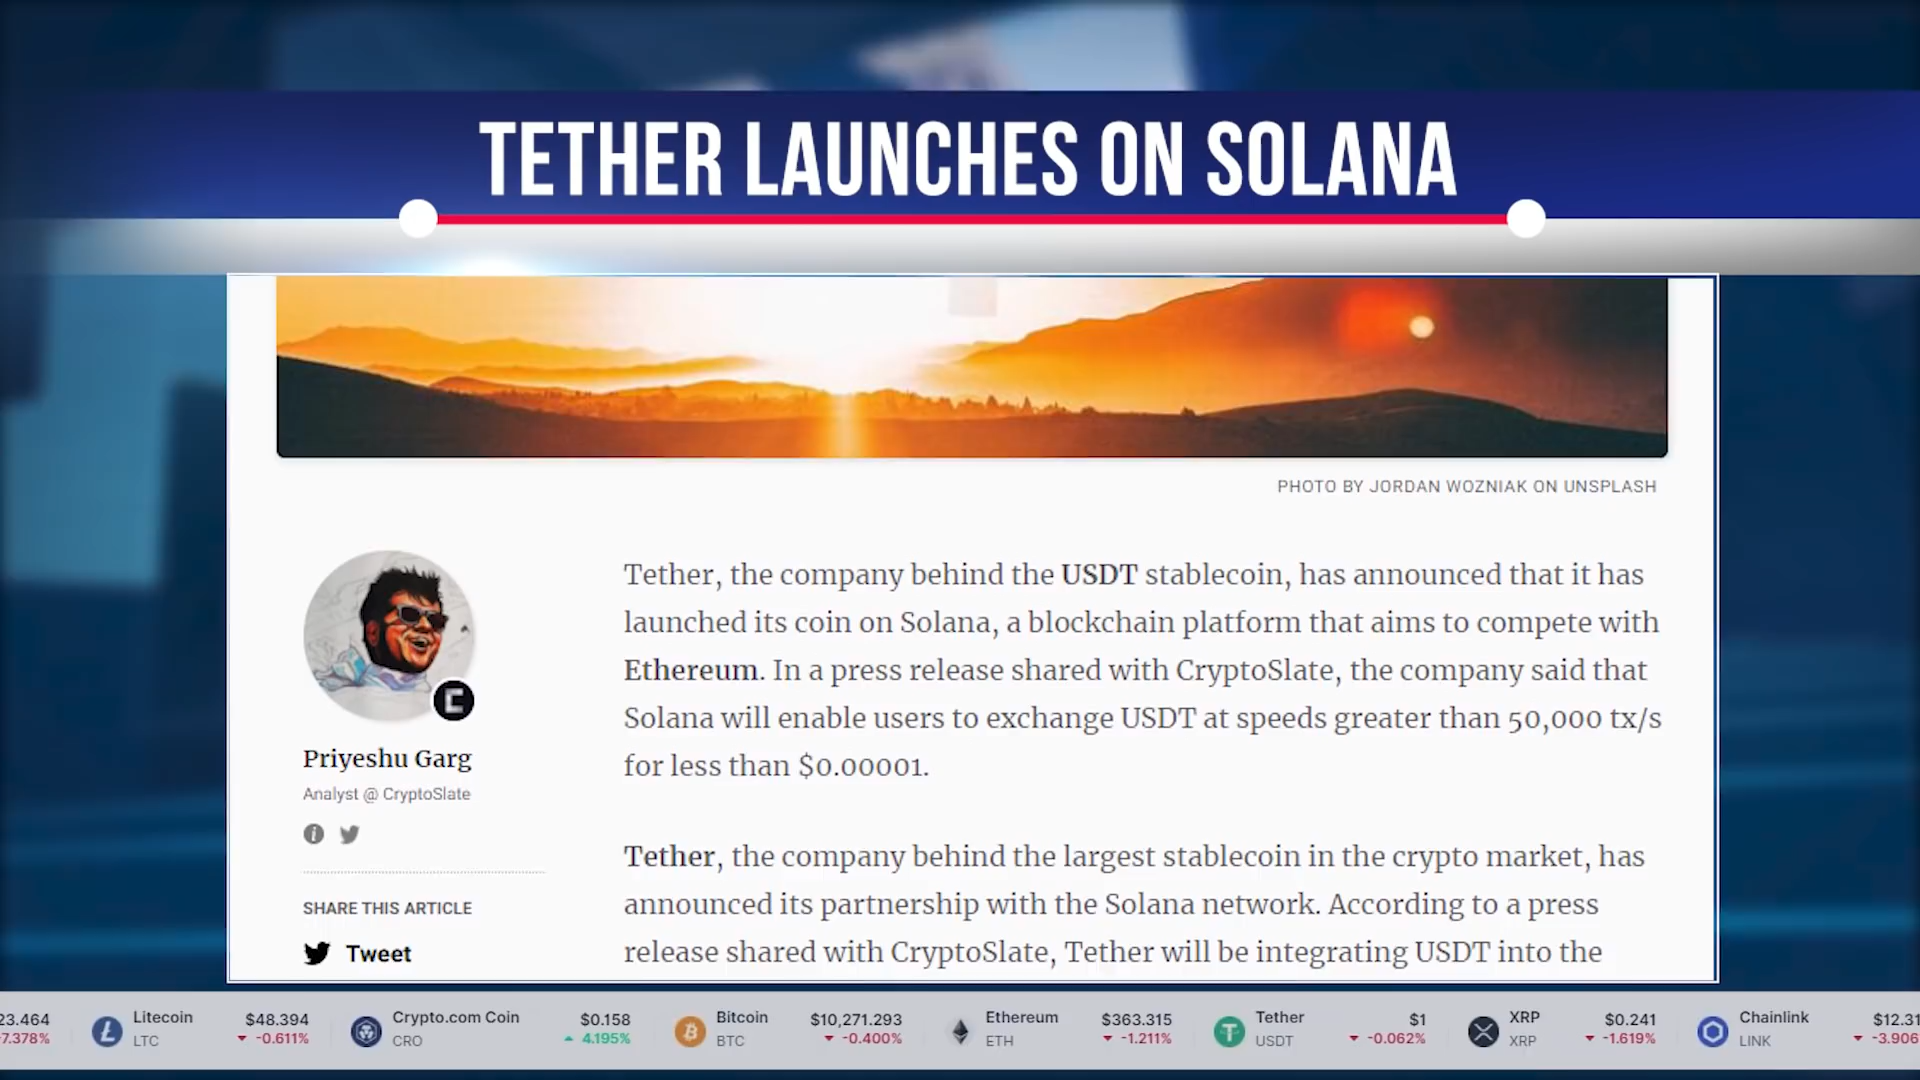 TETHER LAUNCHES ON SOLANA
PHOTO BY JORDAN WOZNIAK ON UNSPLASH
Priyeshu Garg
Analyst @ CryptoSlate
SHARE THIS ARTICLE
Tweet
Tether, the company behind the USDT stablecoin, has announced that it has
launched its coin on Solana, a blockchain platform that aims to compete with
Ethereum. In a press release shared with CryptoSlate, the company said that
Solana will enable users to exchange USDT at speeds greater than 50,000 tx/s
for less than $0.00001.
Tether, the company behind the largest stablecoin in the crypto market, has
announced its partnership with the Solana network. According to a press
release shared with CryptoSlate, Tether will be integrating USDT into the
23.464
7.378%
Litecoin $48.394
LTC -0.611%
Crypto.com Coin $0.158
CRO 4.195%
Bitcoin $10,271.293
BTC -0.400%
Ethereum $363.315
ETH -1.211%
Tether $1
USDT -0.062%
XRP $0.241
XRP -1.619%
Chainlink $12.31
LINK -3.906